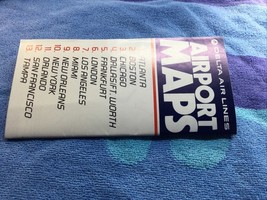 DELTA AIR LINES
AIRPORT
MAPS
1. ATLANTA
2. BOSTON
3. CHICAGO
4. DALLAS/FT. WORTH
5. FRANKFURT
6. LONDON
7. LOS ANGELES
8. MIAMI
9. NEW ORLEANS
10. NEW YORK
11. ORLANDO
12. SAN FRANCISCO
13. TAMPA